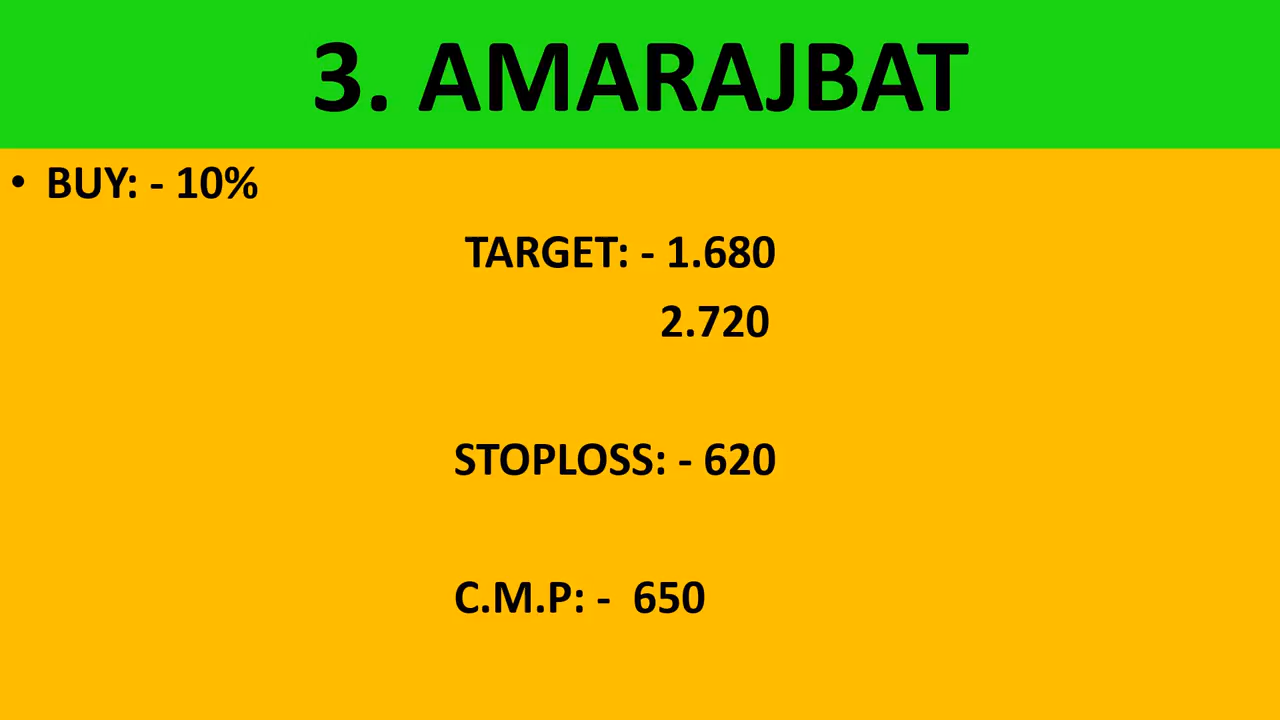 3. AMARAJBAT
• BUY: - 10%
TARGET: - 1.680
2.720
STOPLOSS: - 620
C.M.P: - 650